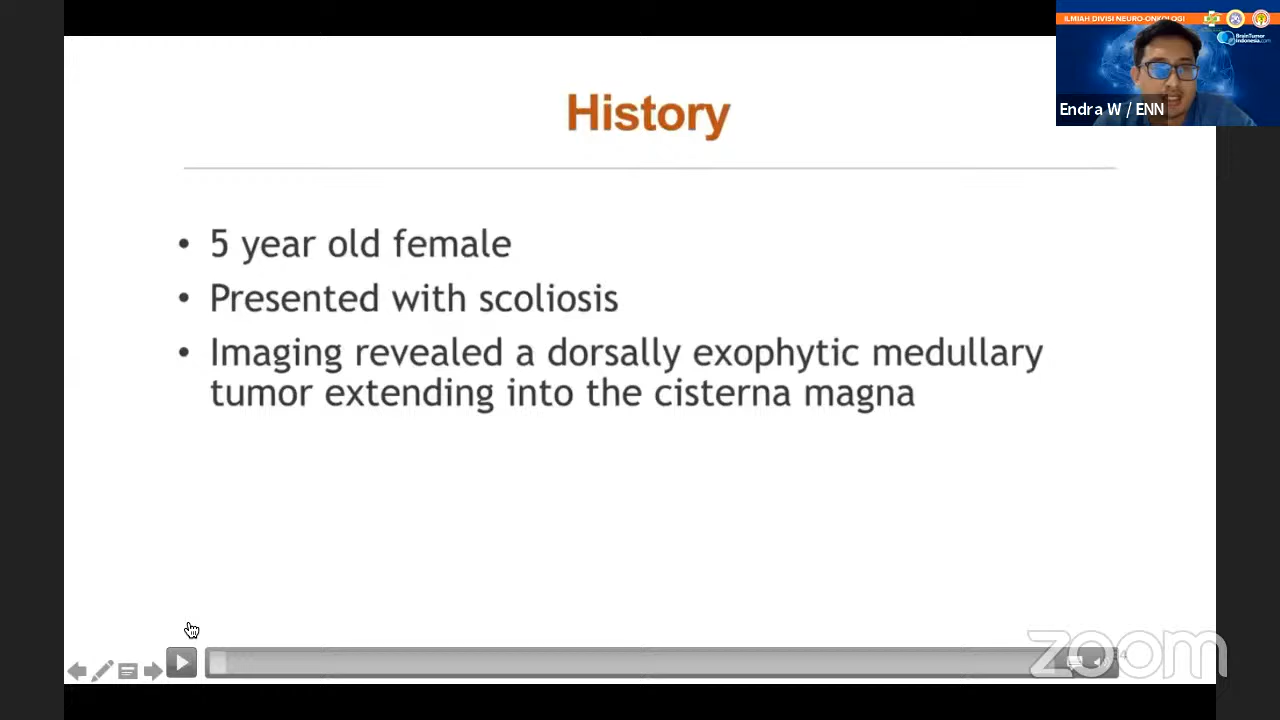 ILMIAH DIVISI NEURO-ONKOLOGI
BrainTumor
Indonesia.com
Endra W / ENN
History
• 5 year old female
• Presented with scoliosis
• Imaging revealed a dorsally exophytic medullary
tumor extending into the cisterna magna
zoom